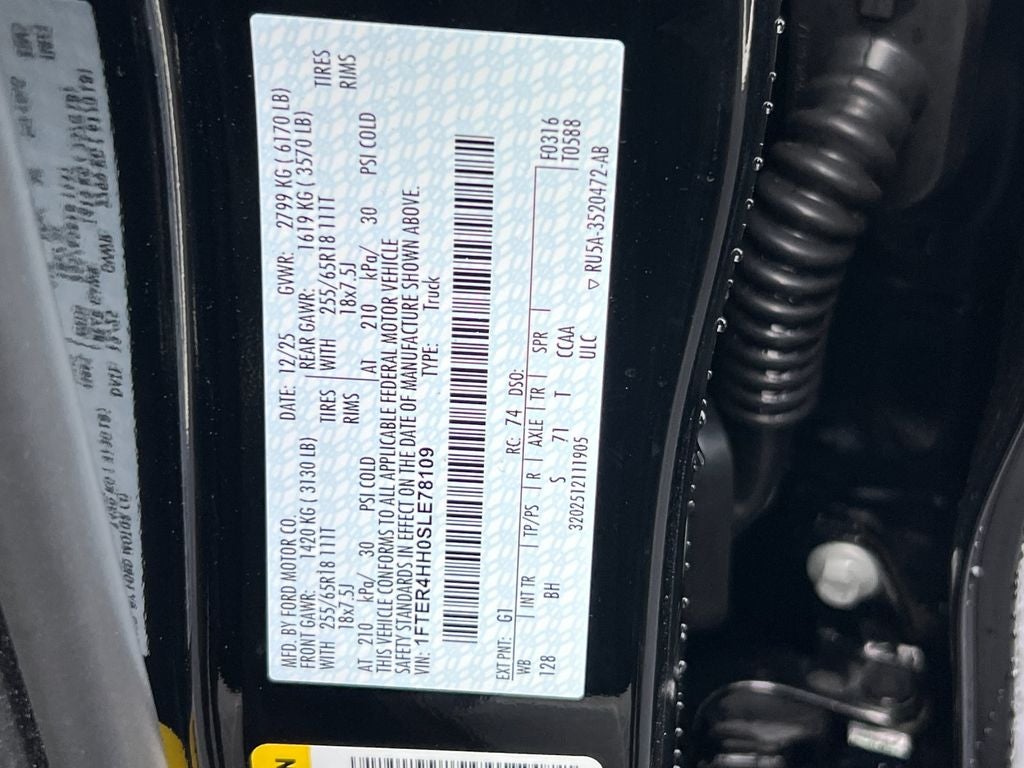 MFD. BY FORD MOTOR CO.
DATE: 12/25 GVWR: 2799 KG ( 6170 LB)
FRONT GAWR: 1420 KG ( 3130 LB)
REAR GAWR: 1619 KG ( 3570 LB)
WITH 255/65R18 111T TIRES
WITH 255/65R18 111T TIRES
18x7.5J RIMS
18x7.5J RIMS
AT 210 kPa/ 30 PSI COLD
AT 210 kPa/ 30 PSI COLD
THIS VEHICLE CONFORMS TO ALL APPLICABLE FEDERAL MOTOR VEHICLE
SAFETY STANDARDS IN EFFECT ON THE DATE OF MANUFACTURE SHOWN ABOVE.
VIN: 1FTER4HH0SLE78109
TYPE: Truck
EXT PNT: G1 RC: 74 DSO: F0316
WB INT TR TP/PS R AXLE TR SPR T0588
128 BH S 7I T CCAA
ULC
320251211905
▽ RU5A-3520472-AB
N